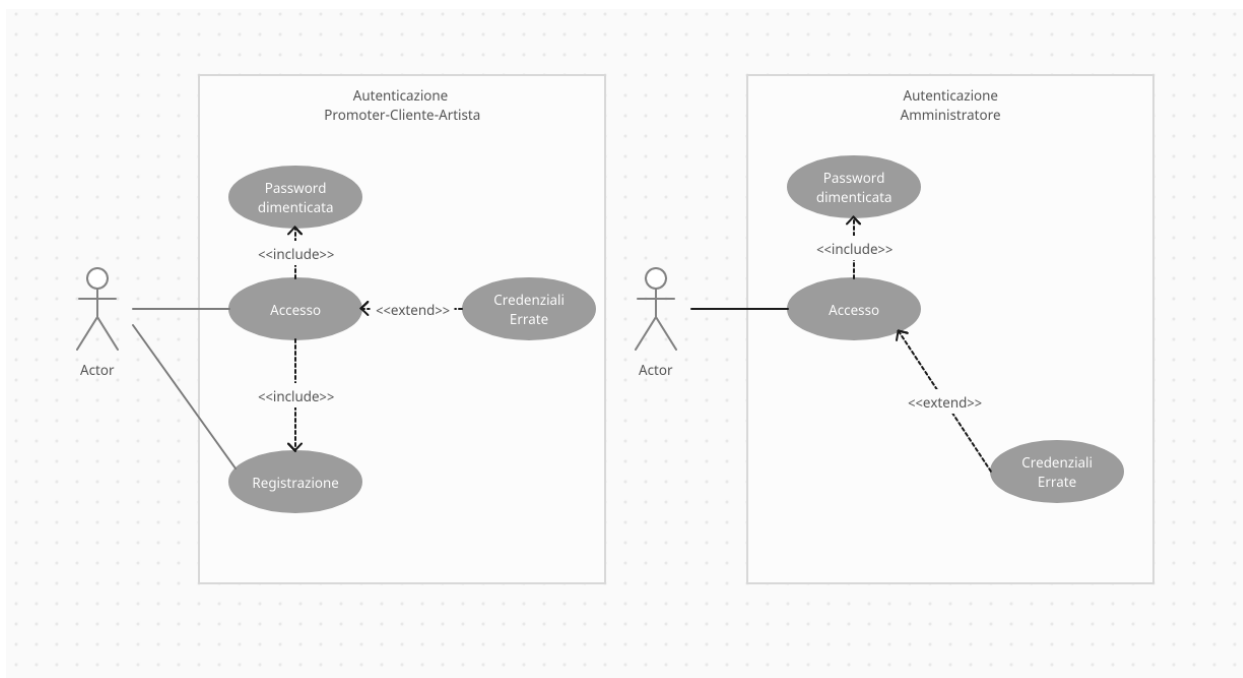 Autenticazione
Promoter-Cliente-Artista
Password
dimenticata
<<include>>
Accesso
<<extend>>
Credenziali
Errate
<<include>>
Registrazione
Actor
Autenticazione
Amministratore
Password
dimenticata
<<include>>
Accesso
<<extend>>
Credenziali
Errate
Actor